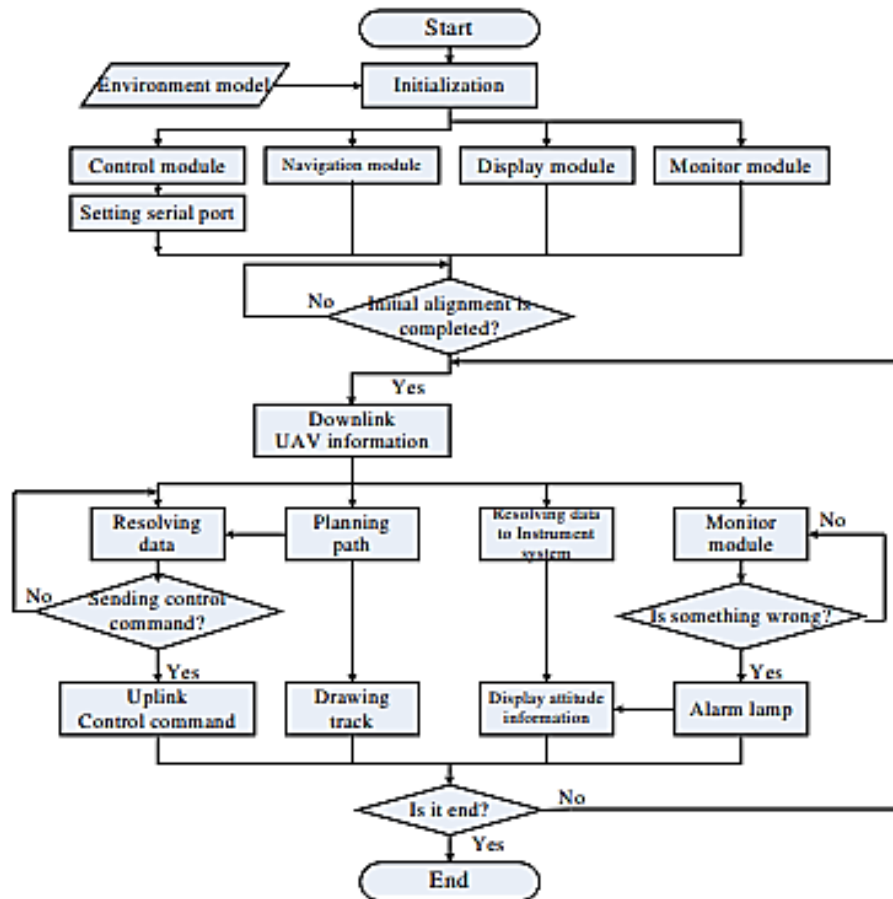 Start
Environment model
Initialization
Control module
Navigation module
Display module
Monitor module
Setting serial port
No
Initial alignment is
completed?
Yes
Downlink
UAV information
Resolving
data
Planning
path
Resolving data
to Instrument
system
Monitor
module
No
No
Sending control
command?
Is something wrong?
Yes
Yes
Uplink
Control command
Drawing
track
Display attitude
information
Alarm lamp
Is it end?
No
Yes
End